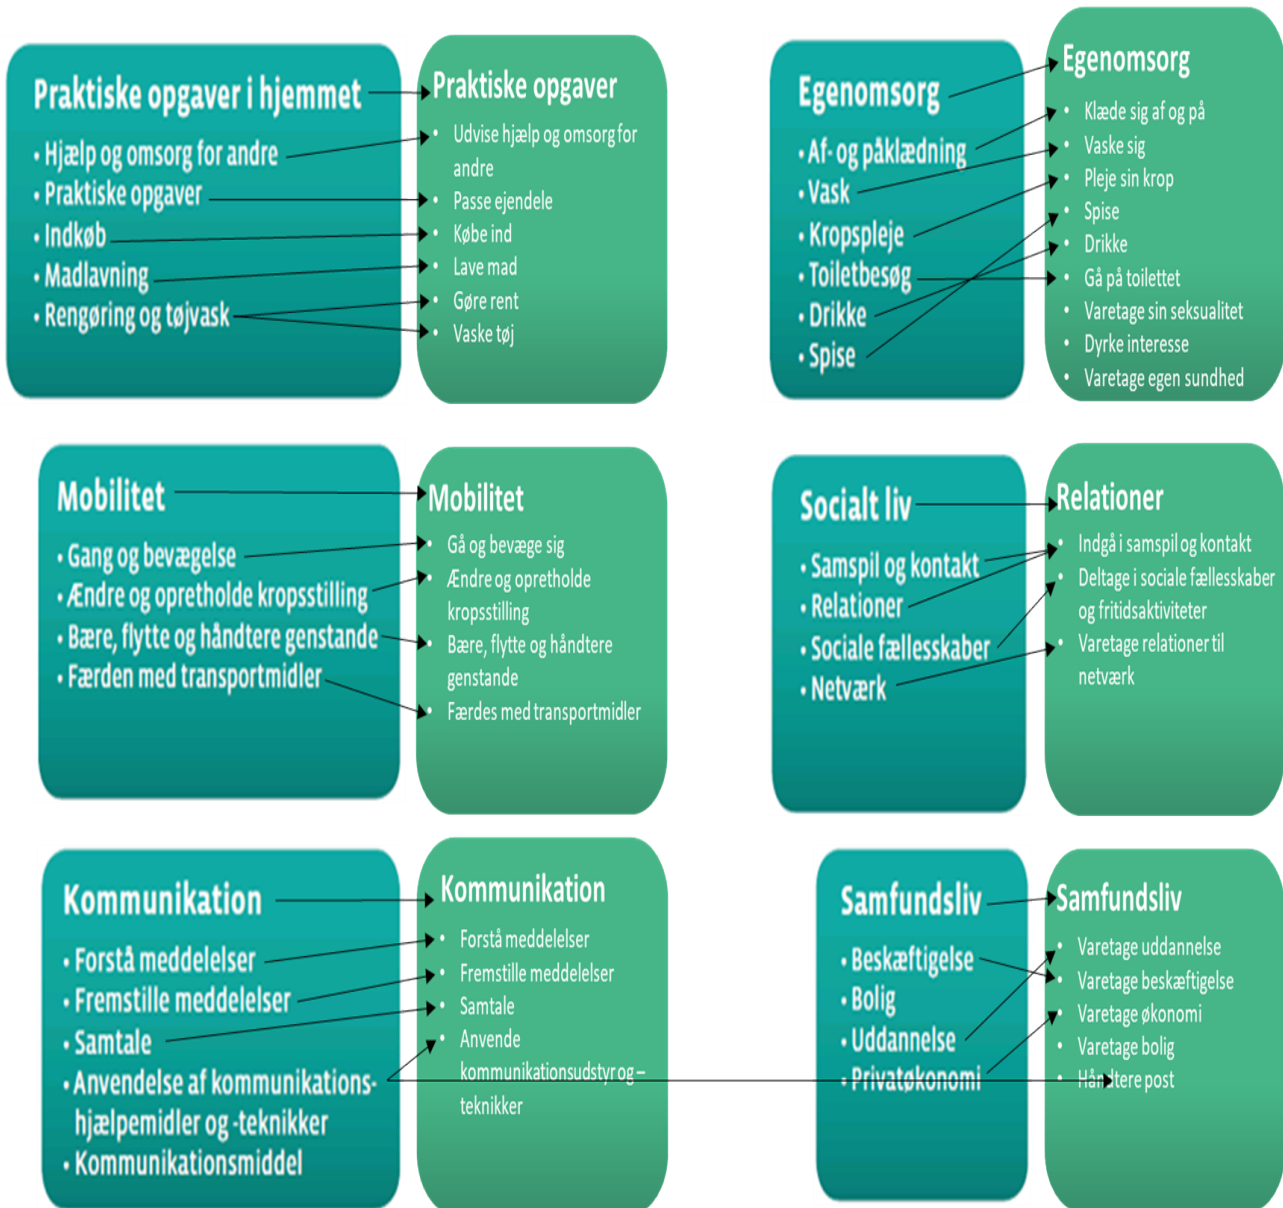 Praktiske opgaver i hjemmet
• Hjælp og omsorg for andre
• Praktiske opgaver
• Indkøb
• Madlavning
• Rengøring og tøjvask
Praktiske opgaver
• Udvise hjælp og omsorg for
andre
• Passe ejendele
• Købe ind
• Lave mad
• Gøre rent
• Vaske tøj
Egenomsorg
• Af- og påklædning
• Vask
• Kropspleje
• Toiletbesøg
• Drikke
• Spise
Egenomsorg
• Klæde sig af og på
• Vaske sig
• Pleje sin krop
• Spise
• Drikke
• Gå på toilettet
• Varetage sin seksualitet
• Dyrke interesse
• Varetage egen sundhed
Mobilitet
• Gang og bevægelse
• Ændre og opretholde kropsstilling
• Bære, flytte og håndtere genstande
• Færden med transportmidler
Mobilitet
• Gå og bevæge sig
• Ændre og opretholde
kropsstilling
• Bære, flytte og håndtere
genstande
• Færdes med transportmidler
Socialt liv
• Samspil og kontakt
• Relationer
• Sociale fællesskaber
• Netværk
Relationer
• Indgå i samspil og kontakt
• Deltage i sociale fællesskaber
og fritidsaktiviteter
• Varetage relationer til
netværk
Kommunikation
• Forstå meddelelser
• Fremstille meddelelser
• Samtale
• Anvendelse af kommunikations-
hjælpemidler og -teknikker
• Kommunikationsmiddel
Kommunikation
• Forstå meddelelser
• Fremstille meddelelser
• Samtale
• Anvende
kommunikationsudstyr og –
teknikker
Samfundsliv
• Beskæftigelse
• Bolig
• Uddannelse
• Privatøkonomi
Samfundsliv
• Varetage uddannelse
• Varetage beskæftigelse
• Varetage økonomi
• Varetage bolig
• Håndtere post